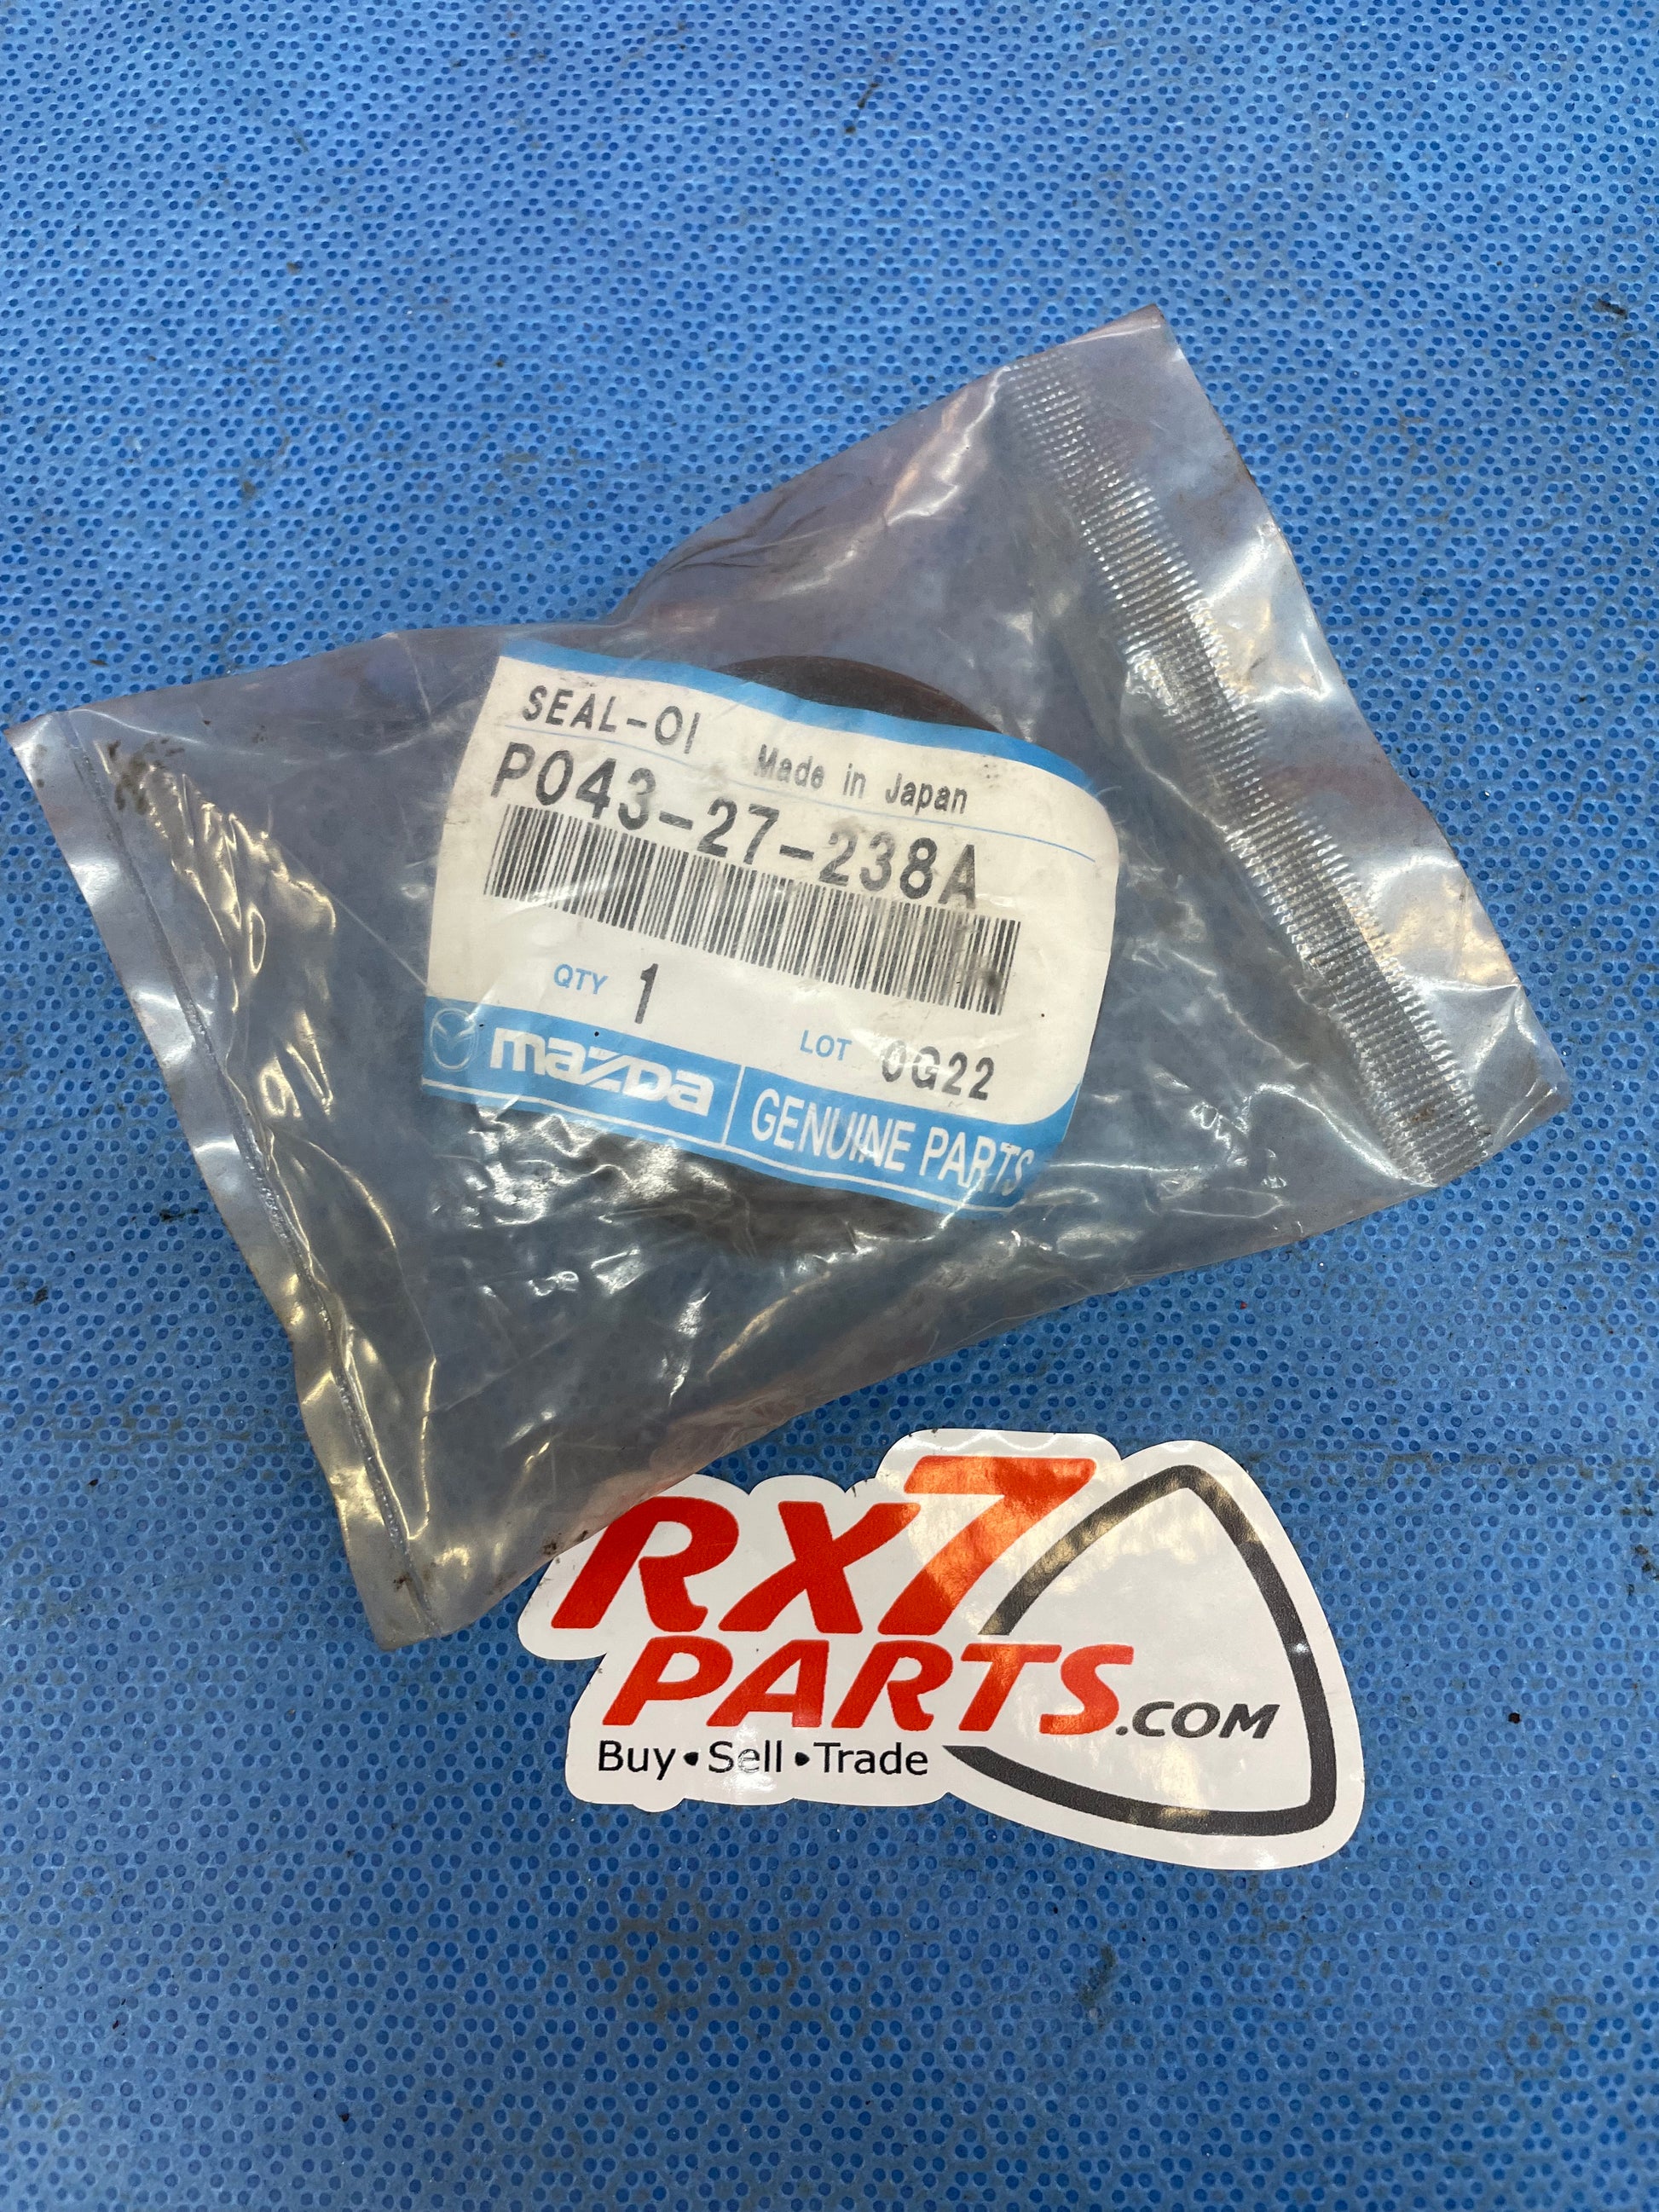 SEAL-OI
Made in Japan
P043-27-238A
QTY 1
LOT 0G22
mazda GENUINE PARTS
RX7
PARTS.COM
Buy•Sell•Trade